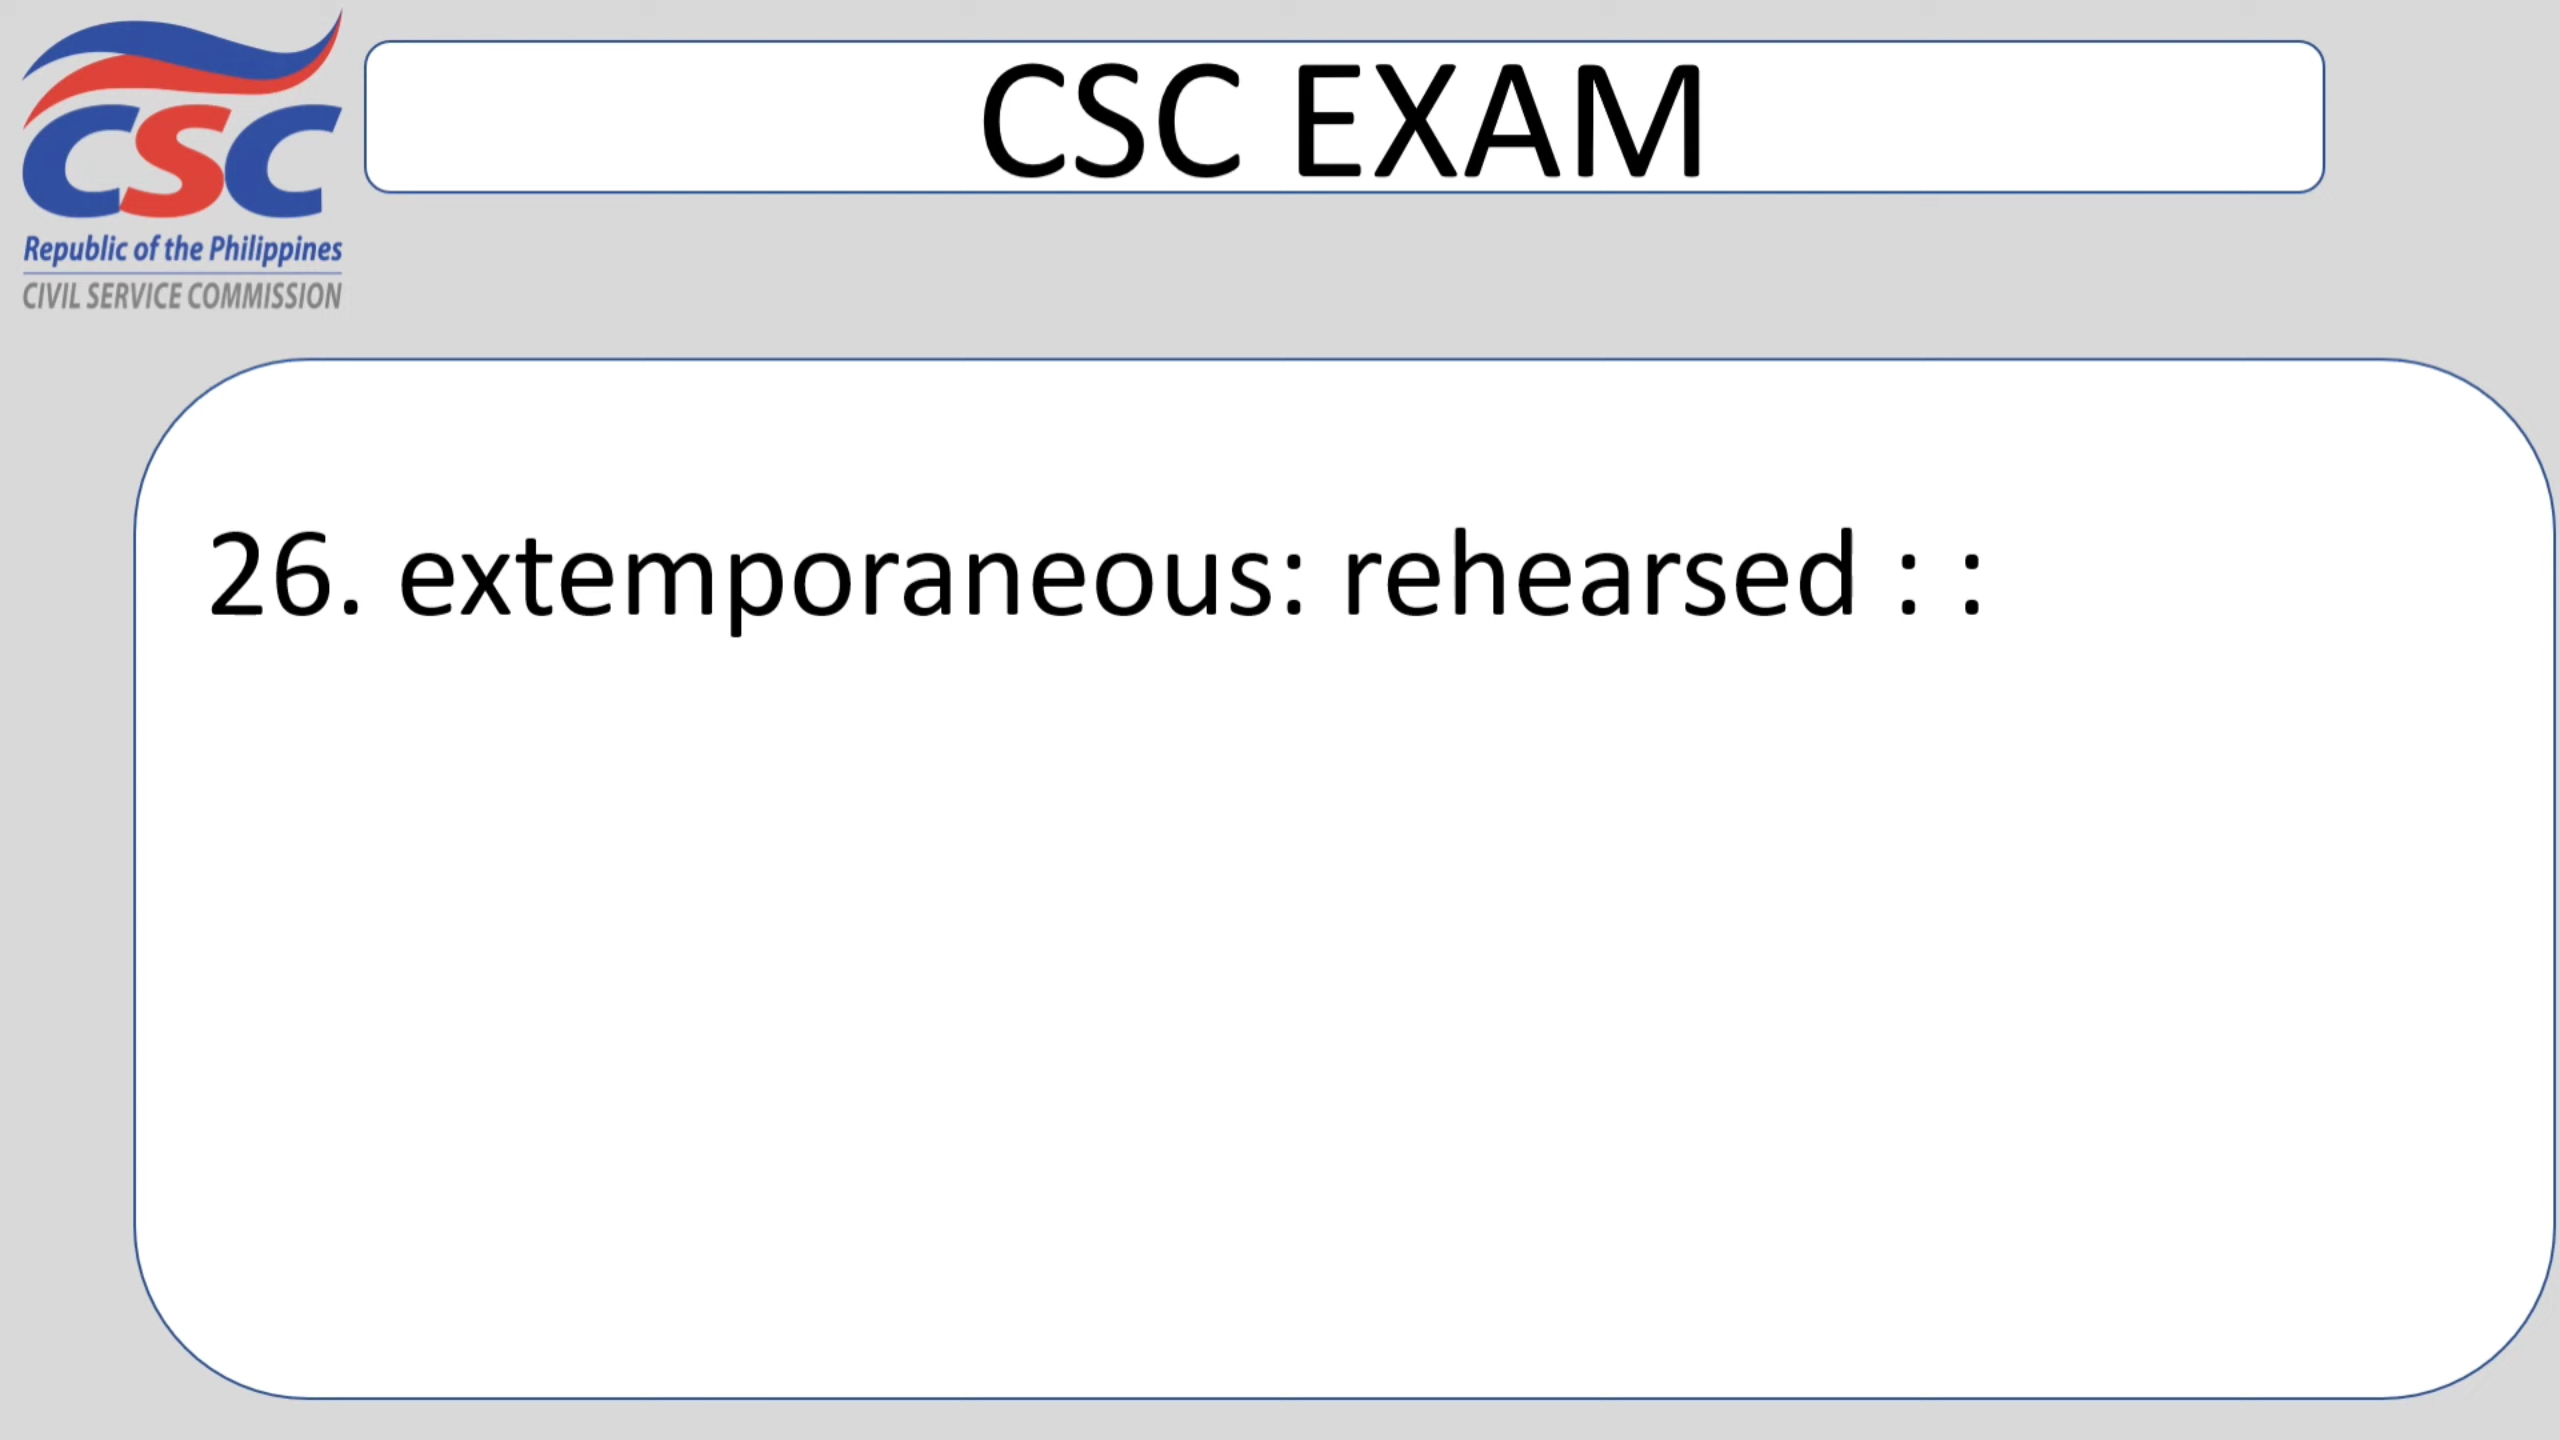 CSC EXAM
CSC
Republic of the Philippines
CIVIL SERVICE COMMISSION
26. extemporaneous: rehearsed : :